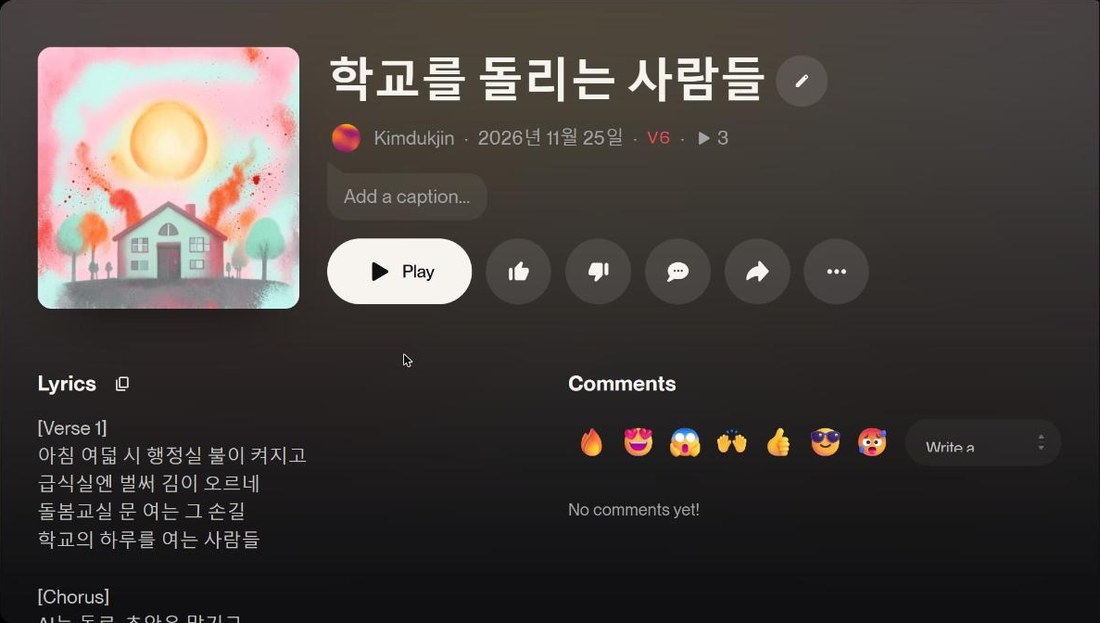 학교를 돌리는 사람들
Kimdukjin · 2026년 11월 25일 · V6 · ▶ 3
Add a caption...
Play
Lyrics
[Verse 1]
아침 여덟 시 행정실 불이 켜지고
급식실엔 벌써 김이 오르네
돌봄교실 문 여는 그 손길
학교의 하루를 여는 사람들
[Chorus]
Comments
Write a
No comments yet!